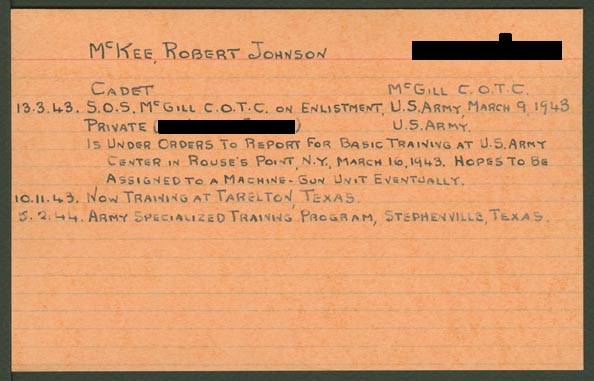 McKEE, ROBERT JOHNSON
CADET McGILL C.O.T.C.
13.3.43. S.O.S. McGILL C.O.T.C. ON ENLISTMENT, U.S. ARMY, MARCH 9, 1943
PRIVATE ( ) U.S. ARMY.
IS UNDER ORDERS TO REPORT FOR BASIC TRAINING AT U.S. ARMY
CENTER IN ROUSE'S POINT, N.Y., MARCH 16, 1943. HOPES TO BE
ASSIGNED TO A MACHINE-GUN UNIT EVENTUALLY.
10.11.43. NOW TRAINING AT TARELTON, TEXAS.
5.2.44. ARMY SPECIALIZED TRAINING PROGRAM, STEPHENVILLE, TEXAS.